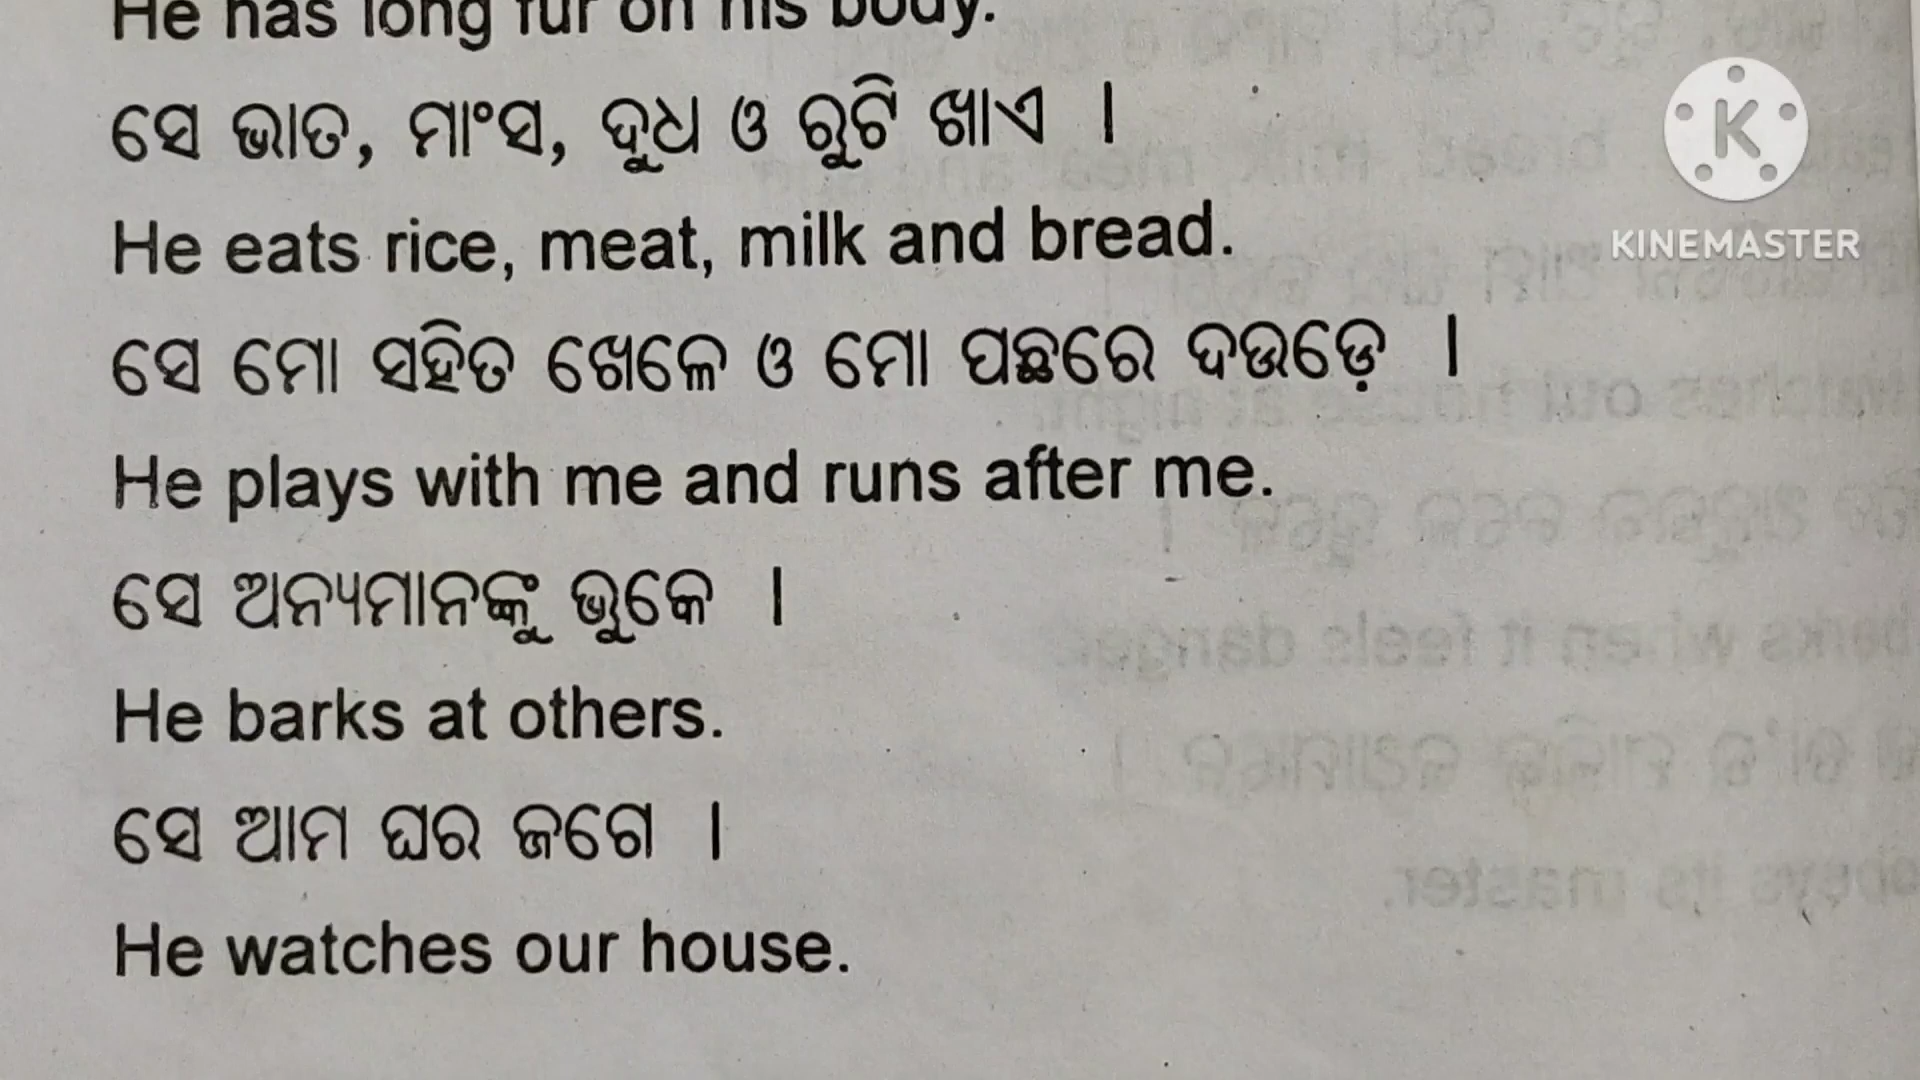 He has long fur on his body.
ସେ ଭାତ, ମାଂସ, ଦୁଧ ଓ ରୁଟି ଖାଏ ।
He eats rice, meat, milk and bread.
ସେ ମୋ ସହିତ ଖେଳେ ଓ ମୋ ପଛରେ ଦଉଡ଼େ ।
He plays with me and runs after me.
ସେ ଅନ୍ୟମାନଙ୍କୁ ଭୁକେ ।
He barks at others.
ସେ ଆମ ଘର ଜଗେ ।
He watches our house.
K
KINEMASTER